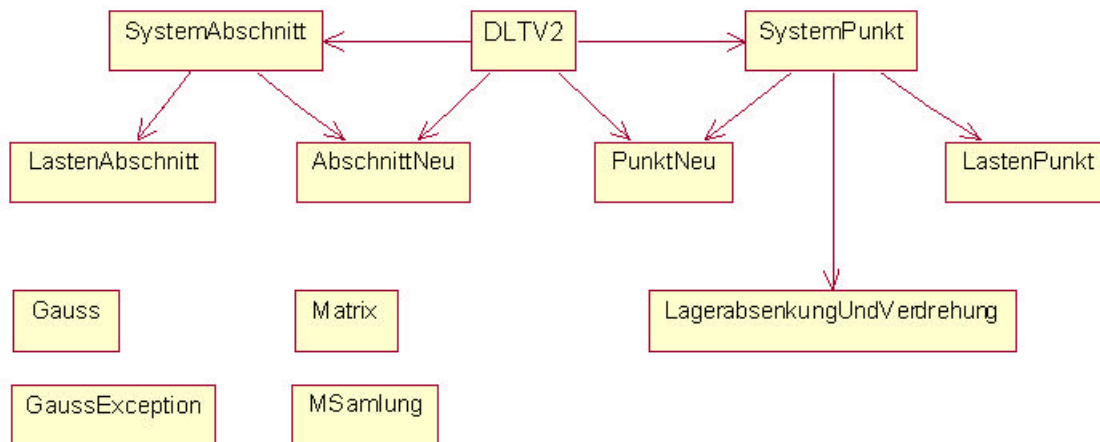 SystemAbschnitt
DLTV2
SystemPunkt
LastenAbschnitt
AbschnittNeu
PunktNeu
LastenPunkt
Gauss
Matrix
LagerabsenkungUndVerdrehung
GaussException
MSamlung